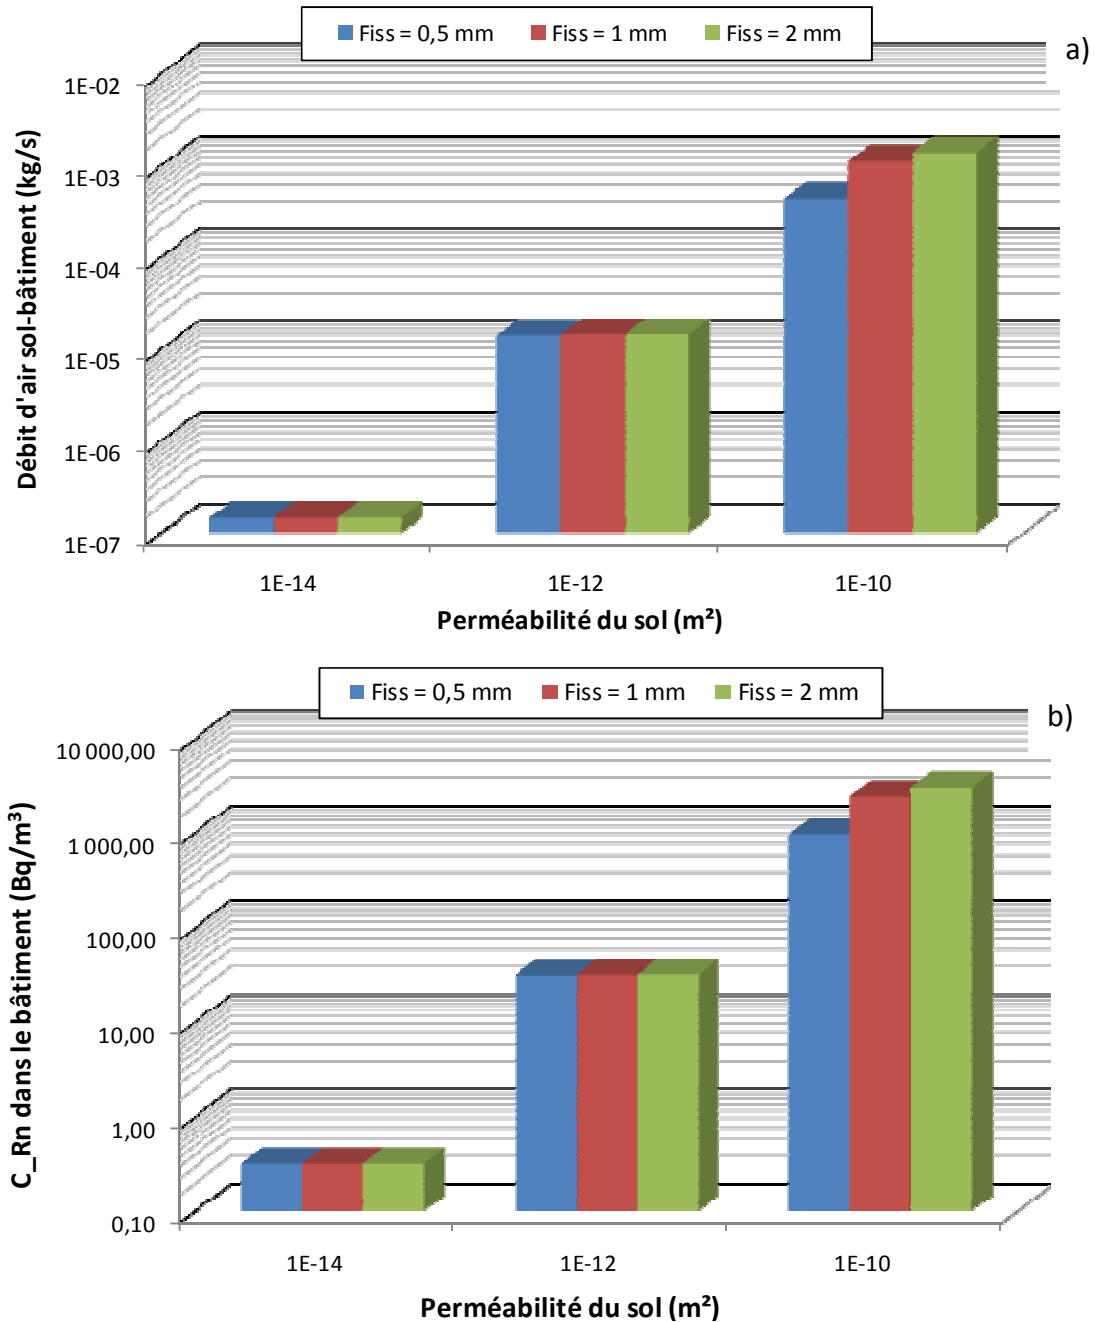 Fiss = 0,5 mm Fiss = 1 mm Fiss = 2 mm
a)
Débit d'air sol-bâtiment (kg/s)
1E-02
1E-03
1E-04
1E-05
1E-06
1E-07
1E-14 1E-12 1E-10
Perméabilité du sol (m²)
Fiss = 0,5 mm Fiss = 1 mm Fiss = 2 mm
b)
C_Rn dans le bâtiment (Bq/m³)
10 000,00
1 000,00
100,00
10,00
1,00
0,10
1E-14 1E-12 1E-10
Perméabilité du sol (m²)